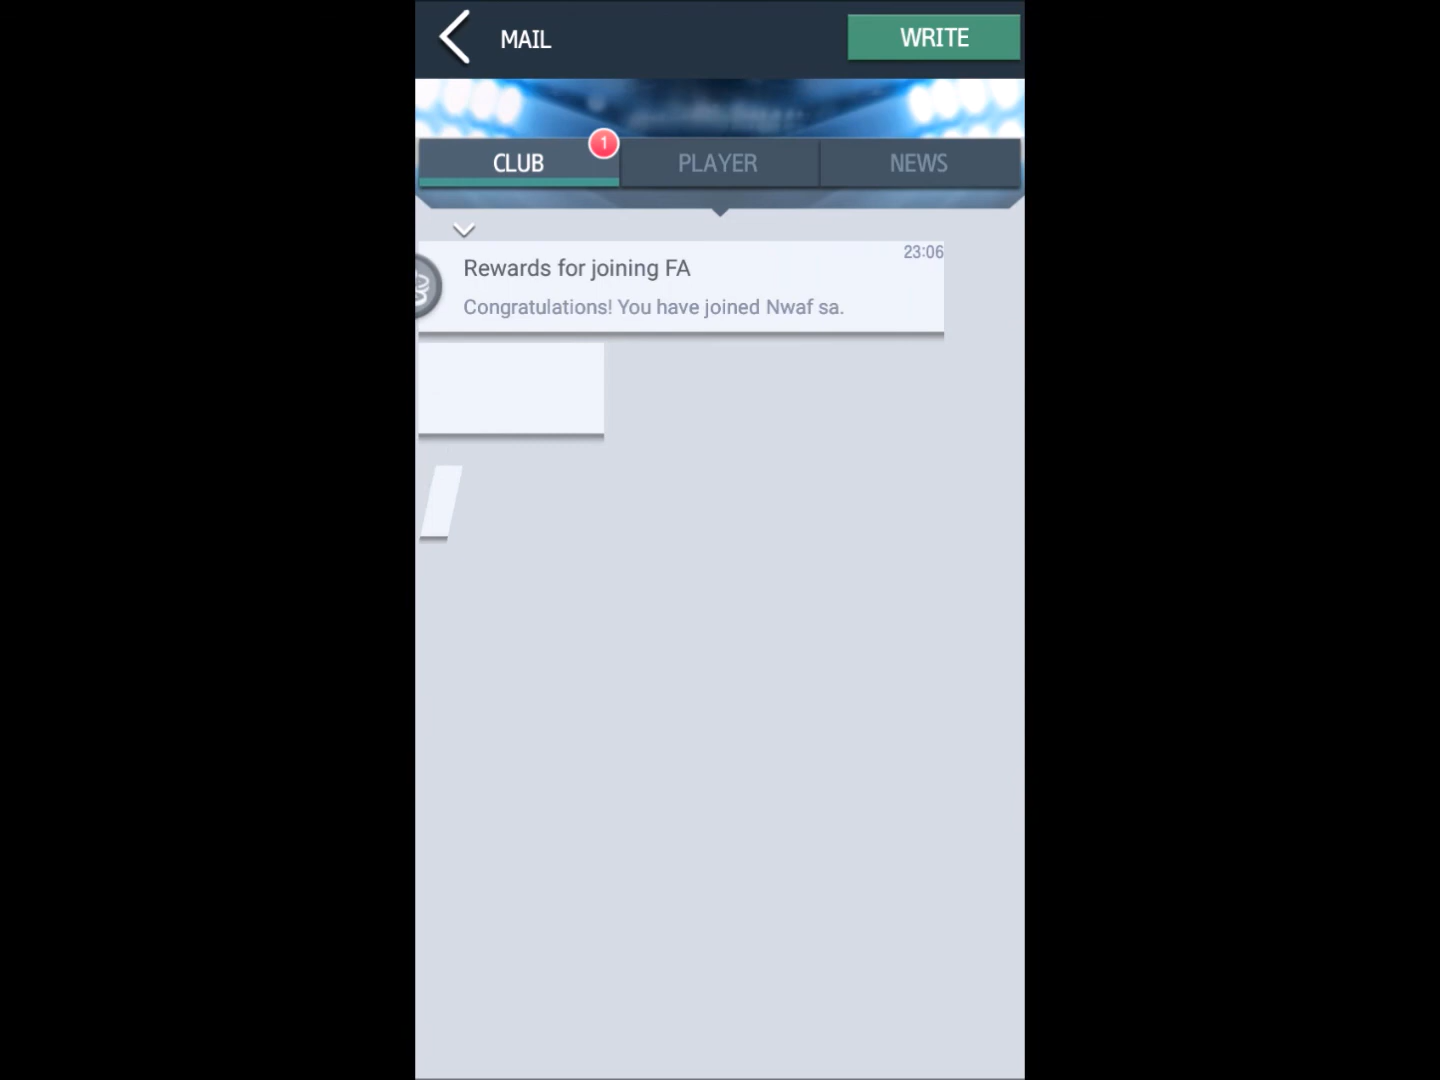 MAIL
WRITE
CLUB
1
PLAYER
NEWS
23:06
Rewards for joining FA
Congratulations! You have joined Nwaf sa.